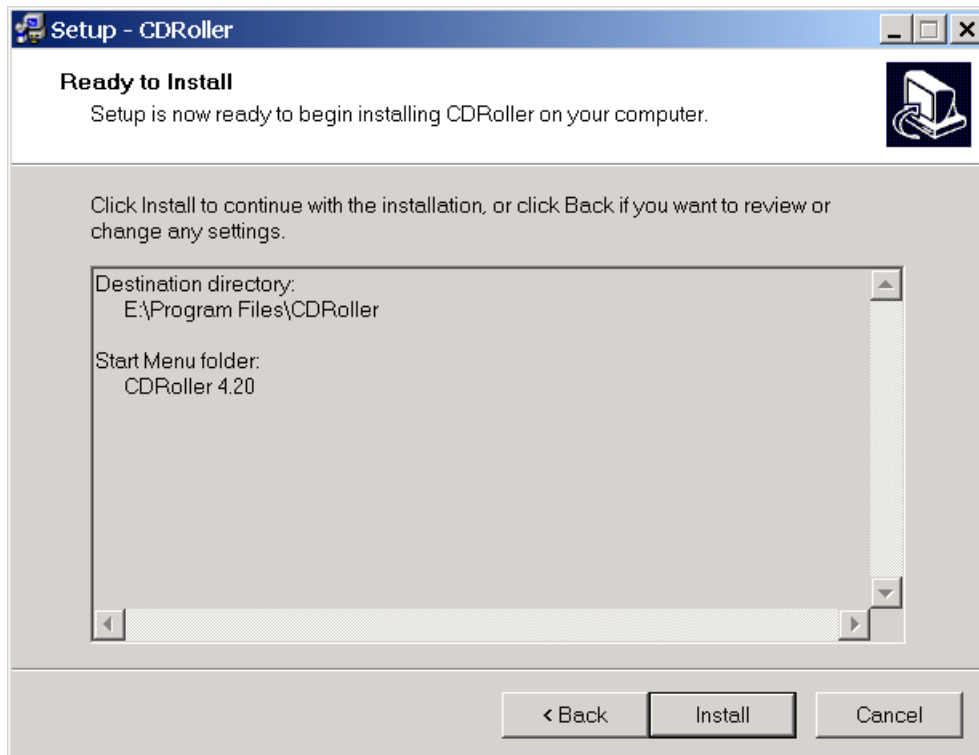 Setup - CDRoller
Ready to Install
Setup is now ready to begin installing CDRoller on your computer.
Click Install to continue with the installation, or click Back if you want to review or
change any settings.
Destination directory:
E:\Program Files\CDRoller
Start Menu folder:
CDRoller 4.20
< Back
Install
Cancel